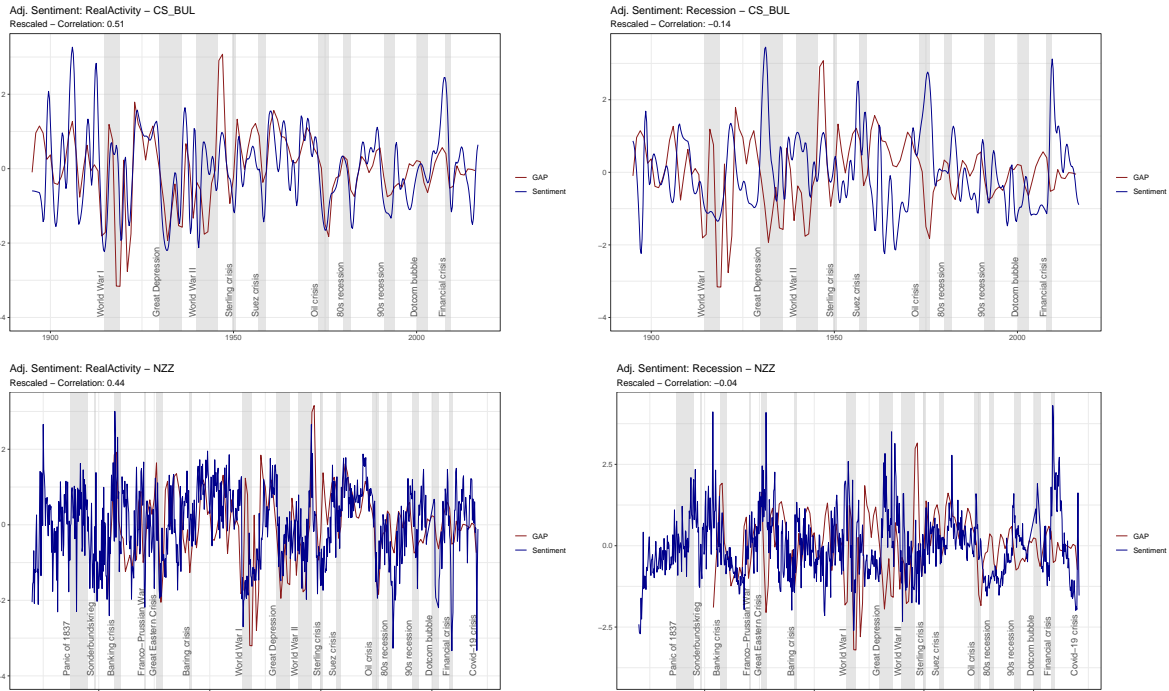 Adj. Sentiment: RealActivity – CS_BUL
Rescaled – Correlation: 0.51
2
0
−2
−4
World War I
Great Depression
World War II
Sterling crisis
Suez crisis
Oil crisis
80s recession
90s recession
Dotcom bubble
Financial crisis
1900
1950
2000
GAP
Sentiment
Adj. Sentiment: Recession – CS_BUL
Rescaled – Correlation: −0.14
2
0
−2
−4
World War I
Great Depression
World War II
Sterling crisis
Suez crisis
Oil crisis
80s recession
90s recession
Dotcom bubble
Financial crisis
1900
1950
2000
GAP
Sentiment
Adj. Sentiment: RealActivity – NZZ
Rescaled – Correlation: 0.44
2
0
−2
−4
Panic of 1837
Sonderbundskrieg
Banking crisis
Franco−Prussian War
Great Eastern Crisis
Baring crisis
World War I
Great Depression
World War II
Sterling crisis
Suez crisis
Oil crisis
80s recession
90s recession
Dotcom bubble
Financial crisis
Covid−19 crisis
GAP
Sentiment
Adj. Sentiment: Recession – NZZ
Rescaled – Correlation: −0.04
2.5
0.0
−2.5
Panic of 1837
Sonderbundskrieg
Banking crisis
Franco−Prussian War
Great Eastern Crisis
Baring crisis
World War I
Great Depression
World War II
Sterling crisis
Suez crisis
Oil crisis
80s recession
90s recession
Dotcom bubble
Financial crisis
Covid−19 crisis
GAP
Sentiment